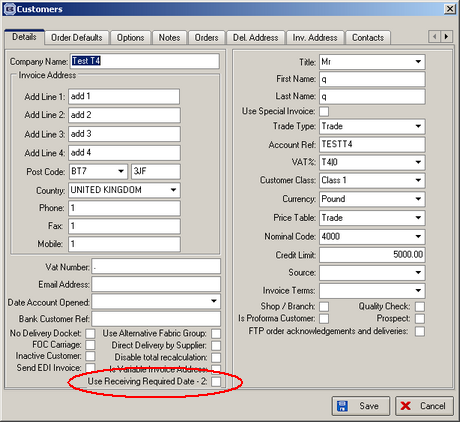 Customers
Details Order Defaults Options Notes Orders Del. Address Inv. Address Contacts
Company Name: Test T4
Invoice Address
Add Line 1: add 1
Add Line 2: add 2
Add Line 3: add 3
Add Line 4: add 4
Post Code: BT7 3JF
Country: UNITED KINGDOM
Phone: 1
Fax: 1
Mobile: 1
Vat Number: .
Email Address:
Date Account Opened:
Bank Customer Ref:
No Delivery Docket: Use Alternative Fabric Group:
FOC Carriage: Direct Delivery by Supplier:
Inactive Customer: Disable total recalculation:
Send EDI Invoice: Is Variable Invoice Address:
Use Receiving Required Date - 2:
Title: Mr
First Name: q
Last Name: q
Use Special Invoice:
Trade Type: Trade
Account Ref: TESTT4
VAT%: T4|0
Customer Class: Class 1
Currency: Pound
Price Table: Trade
Nominal Code: 4000
Credit Limit: 5000.00
Source:
Invoice Terms:
Shop / Branch: Quality Check:
Is Proforma Customer: Prospect:
FTP order acknowledgements and deliveries:
Save Cancel